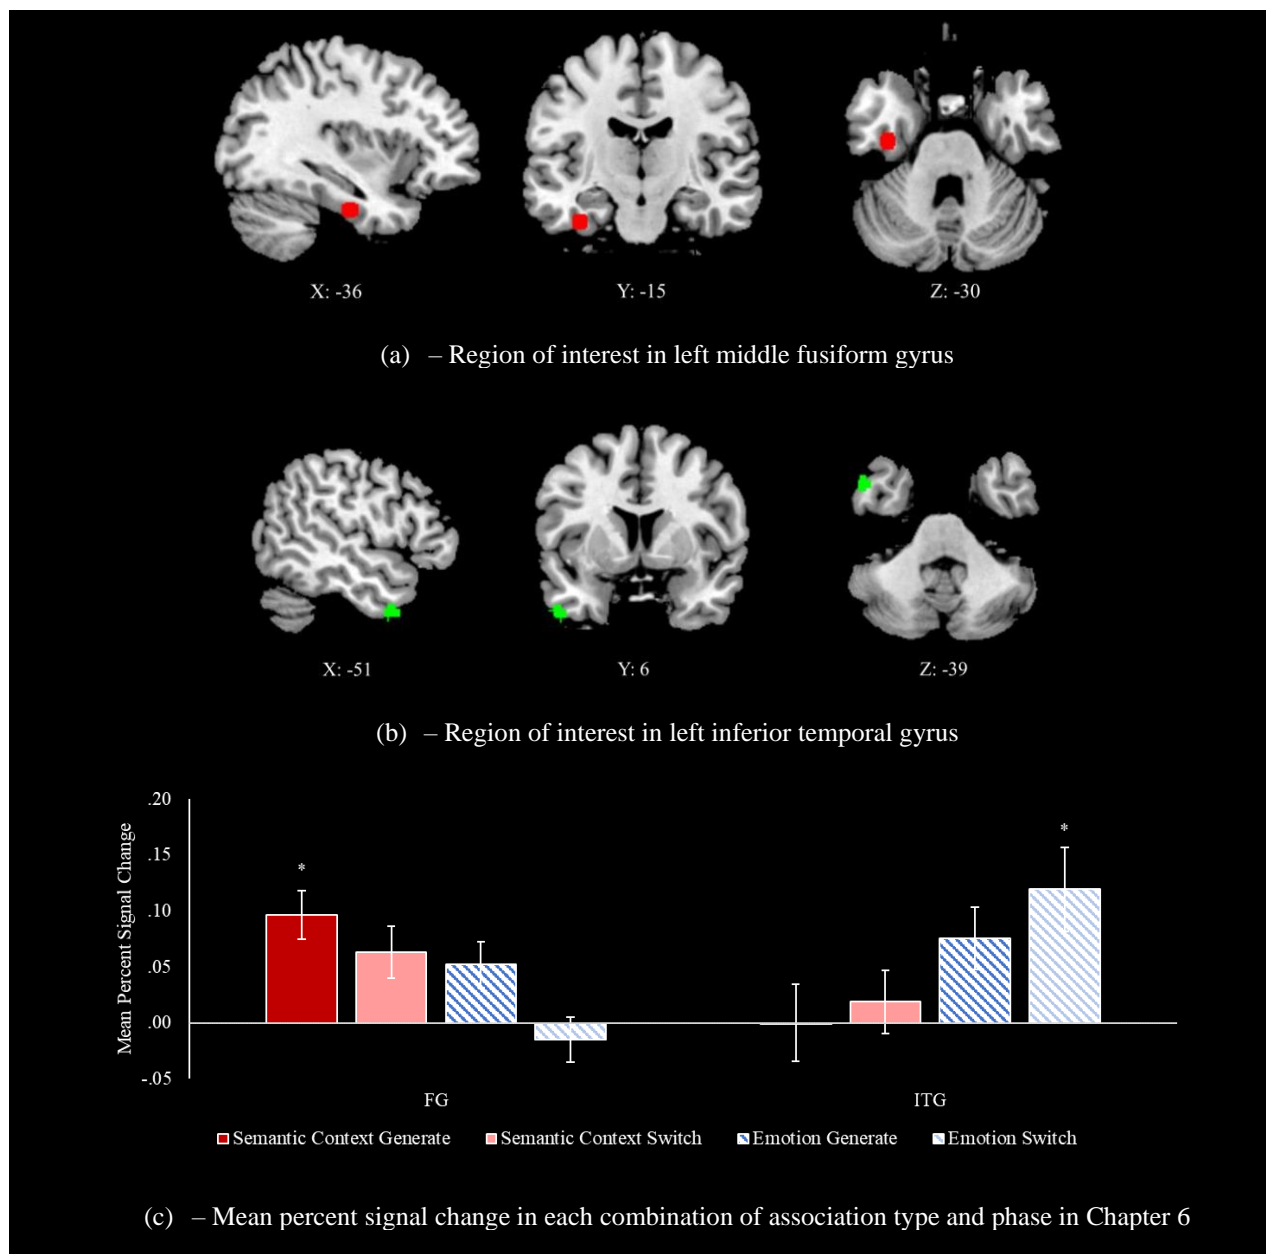 X: -36 Y: -15 Z: -30
(a) – Region of interest in left middle fusiform gyrus
X: -51 Y: 6 Z: -39
(b) – Region of interest in left inferior temporal gyrus
Mean Percent Signal Change
.20
.15
.10
.05
.00
-.05
*
*
FG ITG
Semantic Context Generate Semantic Context Switch Emotion Generate Emotion Switch
(c) – Mean percent signal change in each combination of association type and phase in Chapter 6